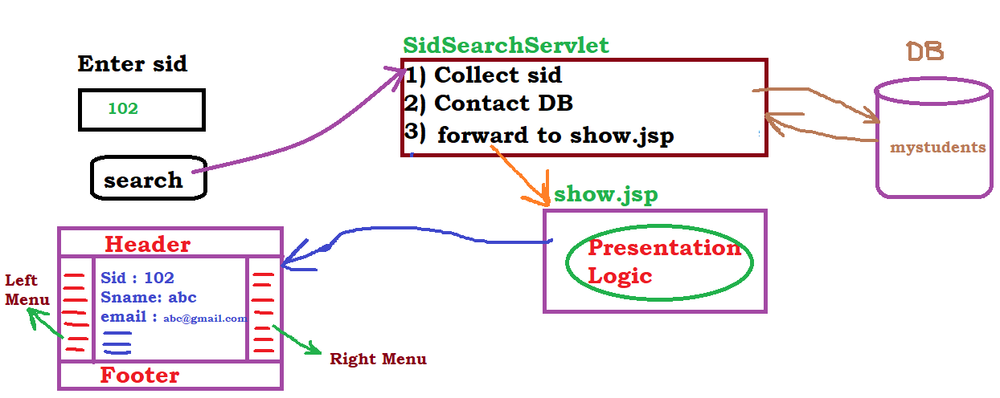 Enter sid
102
search
SidSearchServlet
1) Collect sid
2) Contact DB
3) forward to show.jsp
DB
mystudents
show.jsp
Presentation
Logic
Header
Left
Menu
Sid : 102
Sname: abc
email : abc@gmail.com
Right Menu
Footer